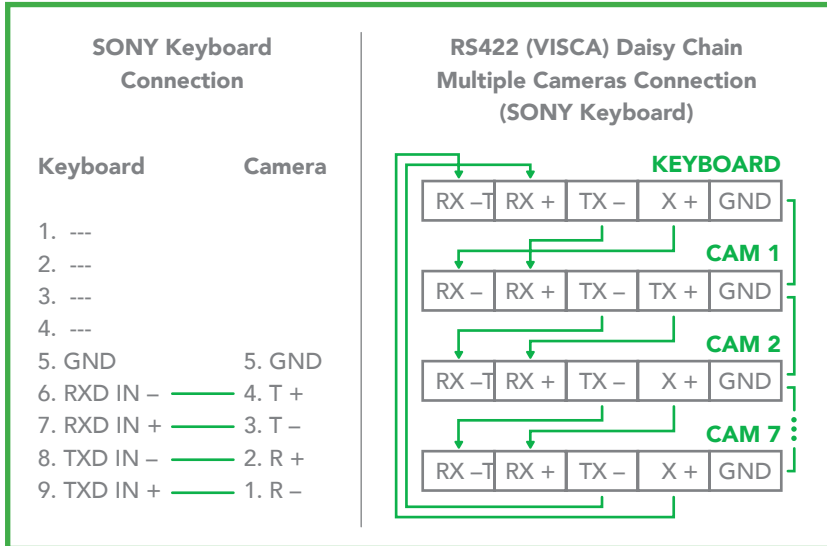 SONY Keyboard
Connection
Keyboard Camera
1. ---
2. ---
3. ---
4. ---
5. GND 5. GND
6. RXD IN – 4. T +
7. RXD IN + 3. T –
8. TXD IN – 2. R +
9. TXD IN + 1. R –
RS422 (VISCA) Daisy Chain
Multiple Cameras Connection
(SONY Keyboard)
KEYBOARD
RX –T RX + TX – X + GND
CAM 1
RX – RX + TX – TX + GND
CAM 2
RX –T RX + TX – X + GND
CAM 7
RX –T RX + TX – X + GND